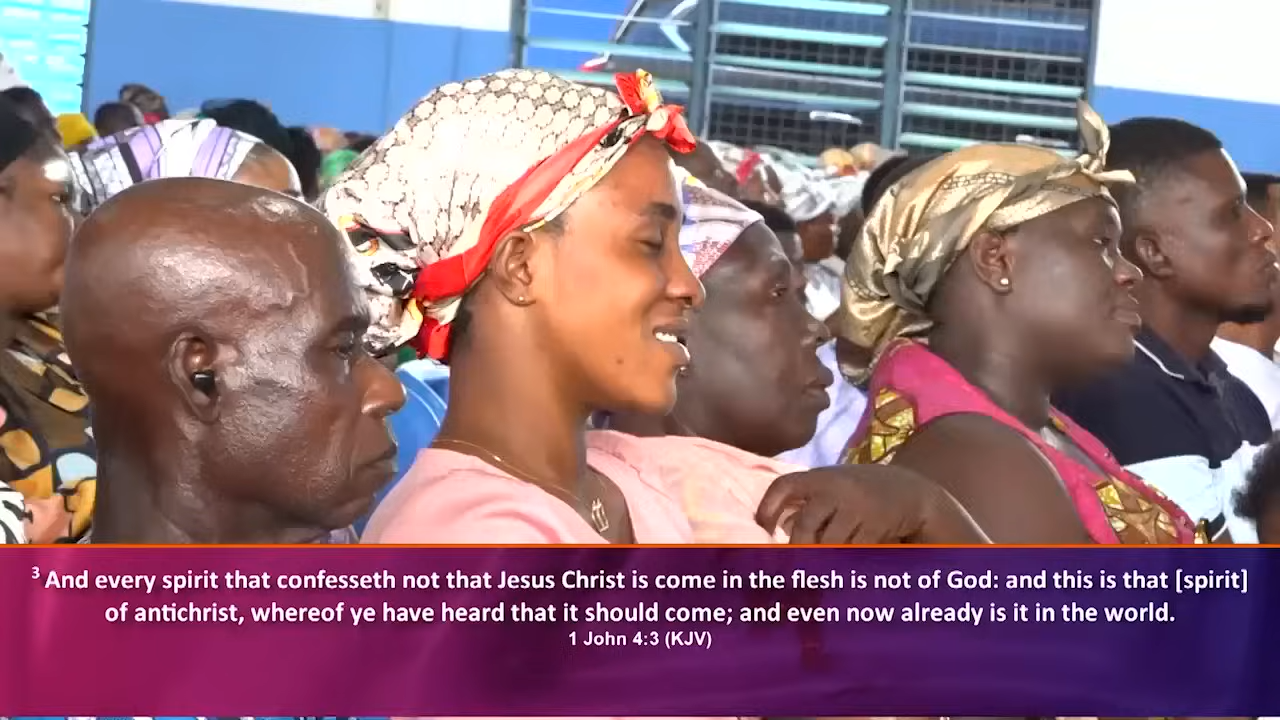 3 And every spirit that confesseth not that Jesus Christ is come in the flesh is not of God: and this is that [spirit]
of antichrist, whereof ye have heard that it should come; and even now already is it in the world.
1 John 4:3 (KJV)